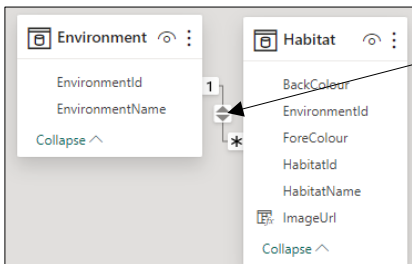 Environment
EnvironmentId
EnvironmentName
Collapse
1
*
Habitat
BackColour
EnvironmentId
ForeColour
HabitatId
HabitatName
ImageUrl
Collapse